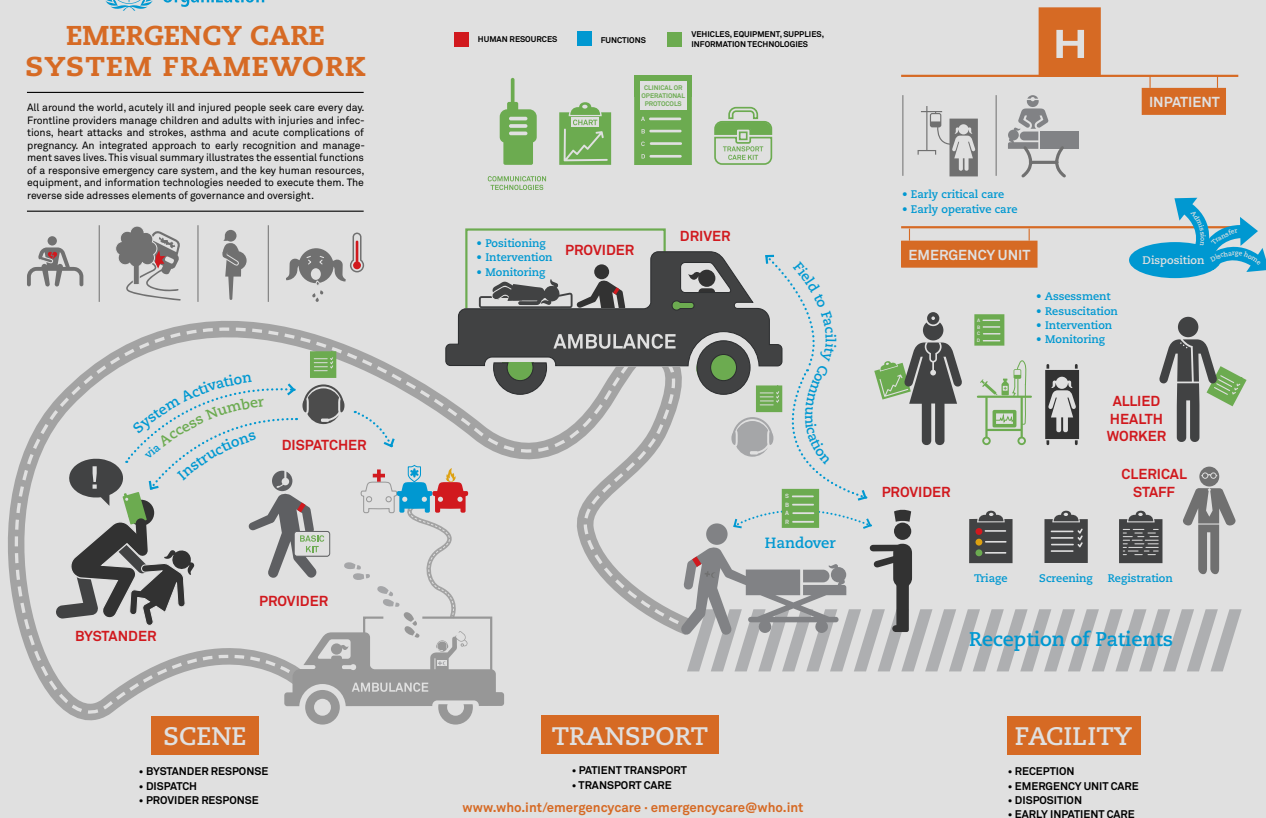 Organization
EMERGENCY CARE
SYSTEM FRAMEWORK
All around the world, acutely ill and injured people seek care every day.
Frontline providers manage children and adults with injuries and infec-
tions, heart attacks and strokes, asthma and acute complications of
pregnancy. An integrated approach to early recognition and manage-
ment saves lives. This visual summary illustrates the essential functions
of a responsive emergency care system, and the key human resources,
equipment, and information technologies needed to execute them. The
reverse side adresses elements of governance and oversight.
HUMAN RESOURCES
FUNCTIONS
VEHICLES, EQUIPMENT, SUPPLIES,
INFORMATION TECHNOLOGIES
COMMUNICATION
TECHNOLOGIES
CHART
CLINICAL OR
OPERATIONAL
PROTOCOLS
A
B
C
D
TRANSPORT
CARE KIT
H
INPATIENT
• Early critical care
• Early operative care
EMERGENCY UNIT
Disposition
Admission
Transfer
Discharge home
• Assessment
• Resuscitation
• Intervention
• Monitoring
ALLIED
HEALTH
WORKER
CLERICAL
STAFF
Triage
Screening
Registration
• Positioning
• Intervention
• Monitoring
PROVIDER
DRIVER
AMBULANCE
Field to Facility Communication
System Activation
via Access Number
Instructions
DISPATCHER
!
BASIC
KIT
PROVIDER
BYSTANDER
AMBULANCE
S
B
A
R
Handover
PROVIDER
Reception of Patients
SCENE
• BYSTANDER RESPONSE
• DISPATCH
• PROVIDER RESPONSE
TRANSPORT
• PATIENT TRANSPORT
• TRANSPORT CARE
www.who.int/emergencycare · emergencycare@who.int
FACILITY
• RECEPTION
• EMERGENCY UNIT CARE
• DISPOSITION
• EARLY INPATIENT CARE